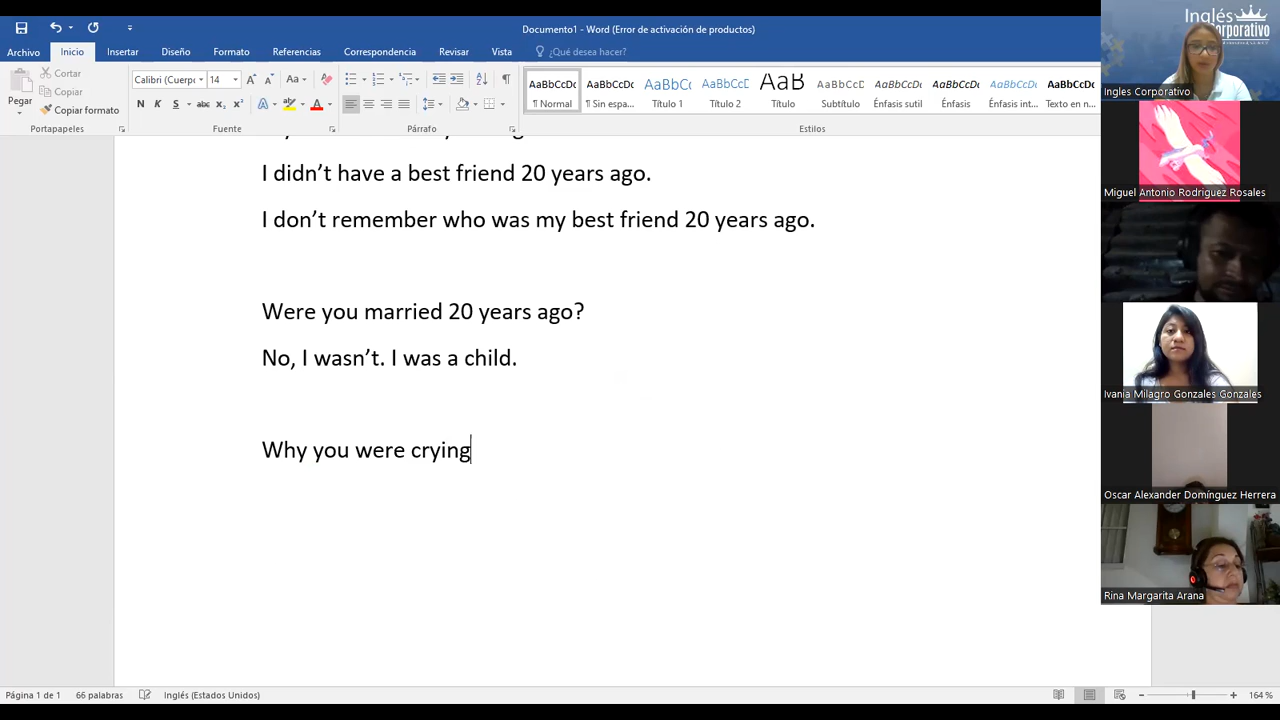 Documento1 - Word (Error de activación de productos)
Archivo Inicio Insertar Diseño Formato Referencias Correspondencia Revisar Vista ¿Qué desea hacer?
Pegar
Cortar
Copiar
Copiar formato
Portapapeles
Calibri (Cuerp 14
Fuente
Párrafo
AaBbCcDc AaBbCcDc AaBbCc AaBbCcD AaB AaBbCcD AaBbCcDc AaBbCcDc AaBbCcDc AaBbCcDc
¶ Normal ¶ Sin espa... Título 1 Título 2 Título Subtítulo Énfasis sutil Énfasis Énfasis int... Texto en n...
Estilos
I didn’t have a best friend 20 years ago.
I don’t remember who was my best friend 20 years ago.
Were you married 20 years ago?
No, I wasn’t. I was a child.
Why you were crying
Página 1 de 1 66 palabras Inglés (Estados Unidos) 164 %
Inglés
Corporativo
Ingles Corporativo
Miguel Antonio Rodriguez Rosales
Ivania Milagro Gonzales Gonzales
Oscar Alexander Domínguez Herrera
Rina Margarita Arana